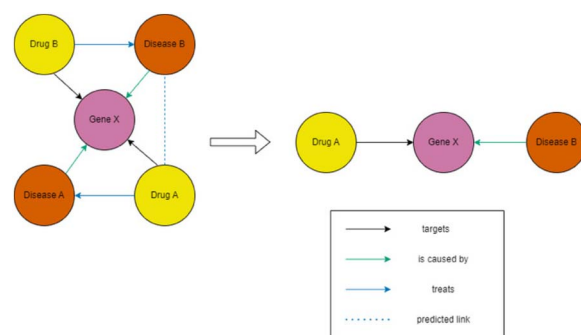 Drug B
Disease B
Gene X
Disease A
Drug A
Drug A
Gene X
Disease B
targets
is caused by
treats
predicted link